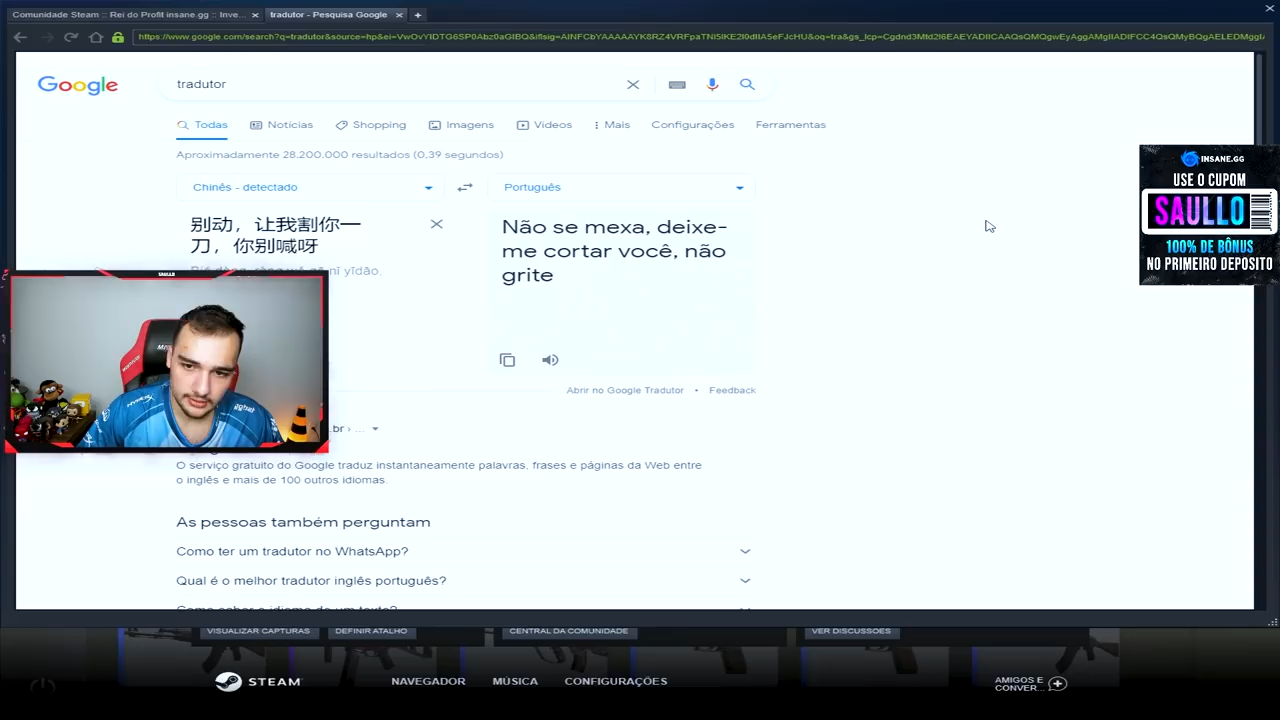 Comunidade Steam :: Rei do Profit insane.gg :: Inve...
tradutor - Pesquisa Google
Google
tradutor
Todas
Notícias
Shopping
Imagens
Vídeos
Mais
Configurações
Ferramentas
Aproximadamente 28.200.000 resultados (0,39 segundos)
Chinês - detectado
Português
别动，让我割你一
刀，你别喊呀
Não se mexa, deixe-
me cortar você, não
grite
INSANE.GG
USE O CUPOM
SAULLO
100% DE BÔNUS
NO PRIMEIRO DEPOSITO
SAULLO
Abrir no Google Tradutor • Feedback
.br › ...
O serviço gratuito do Google traduz instantaneamente palavras, frases e páginas da Web entre
o inglês e mais de 100 outros idiomas.
As pessoas também perguntam
Como ter um tradutor no WhatsApp?
Qual é o melhor tradutor inglês português?
VISUALIZAR CAPTURAS
DEFINIR ATALHO
CENTRAL DA COMUNIDADE
VER DISCUSSÕES
STEAM
NAVEGADOR
MÚSICA
CONFIGURAÇÕES
AMIGOS E
CONVER...